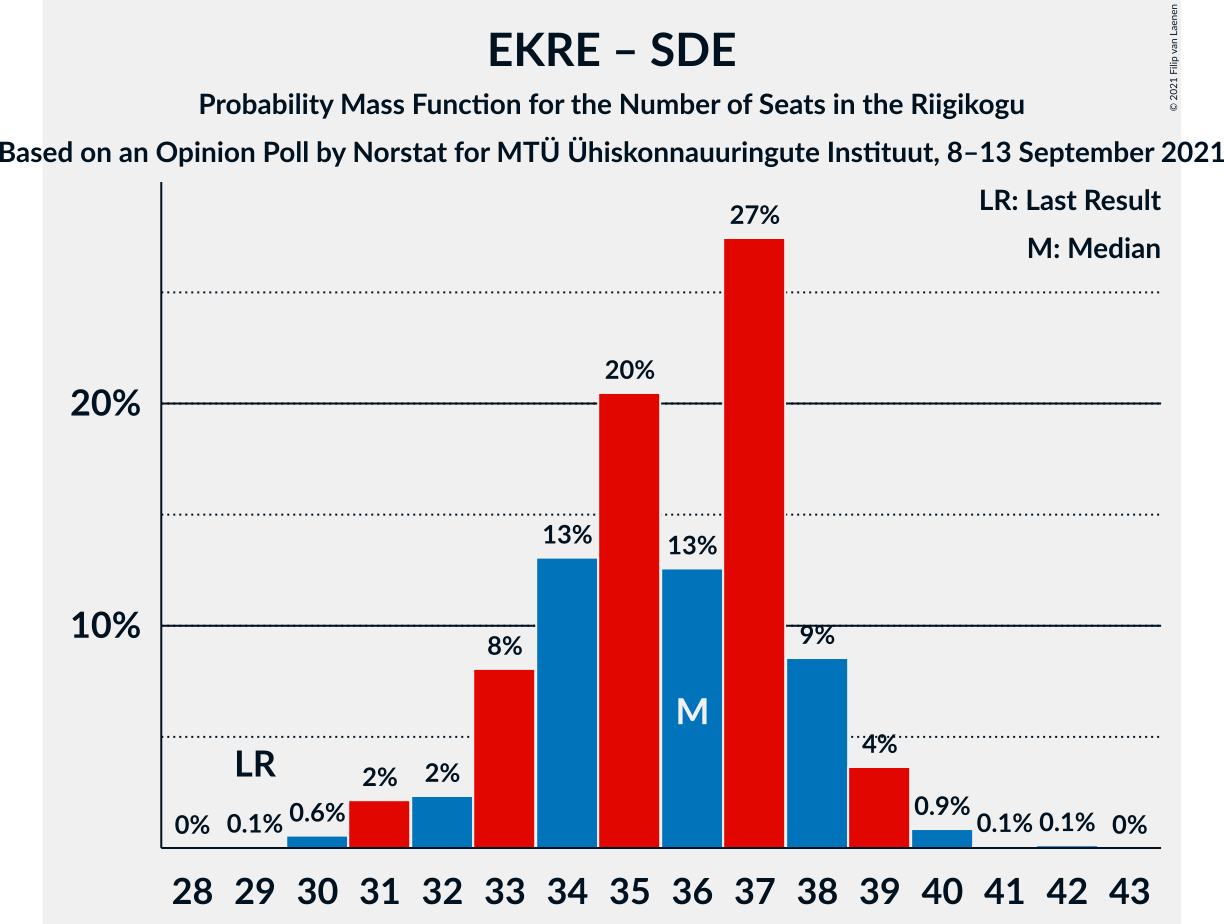 EKRE – SDE
Probability Mass Function for the Number of Seats in the Riigikogu
Based on an Opinion Poll by Norstat for MTÜ Ühiskonnauuringute Instituut, 8–13 September 2021
© 2021 Filip van Laenen
LR: Last Result
M: Median
27%
20%
20%
13%
13%
10%
8%
9%
M
LR
4%
2%
2%
0%
0.1%
0.6%
0.9%
0.1%
0.1%
0%
28 29 30 31 32 33 34 35 36 37 38 39 40 41 42 43